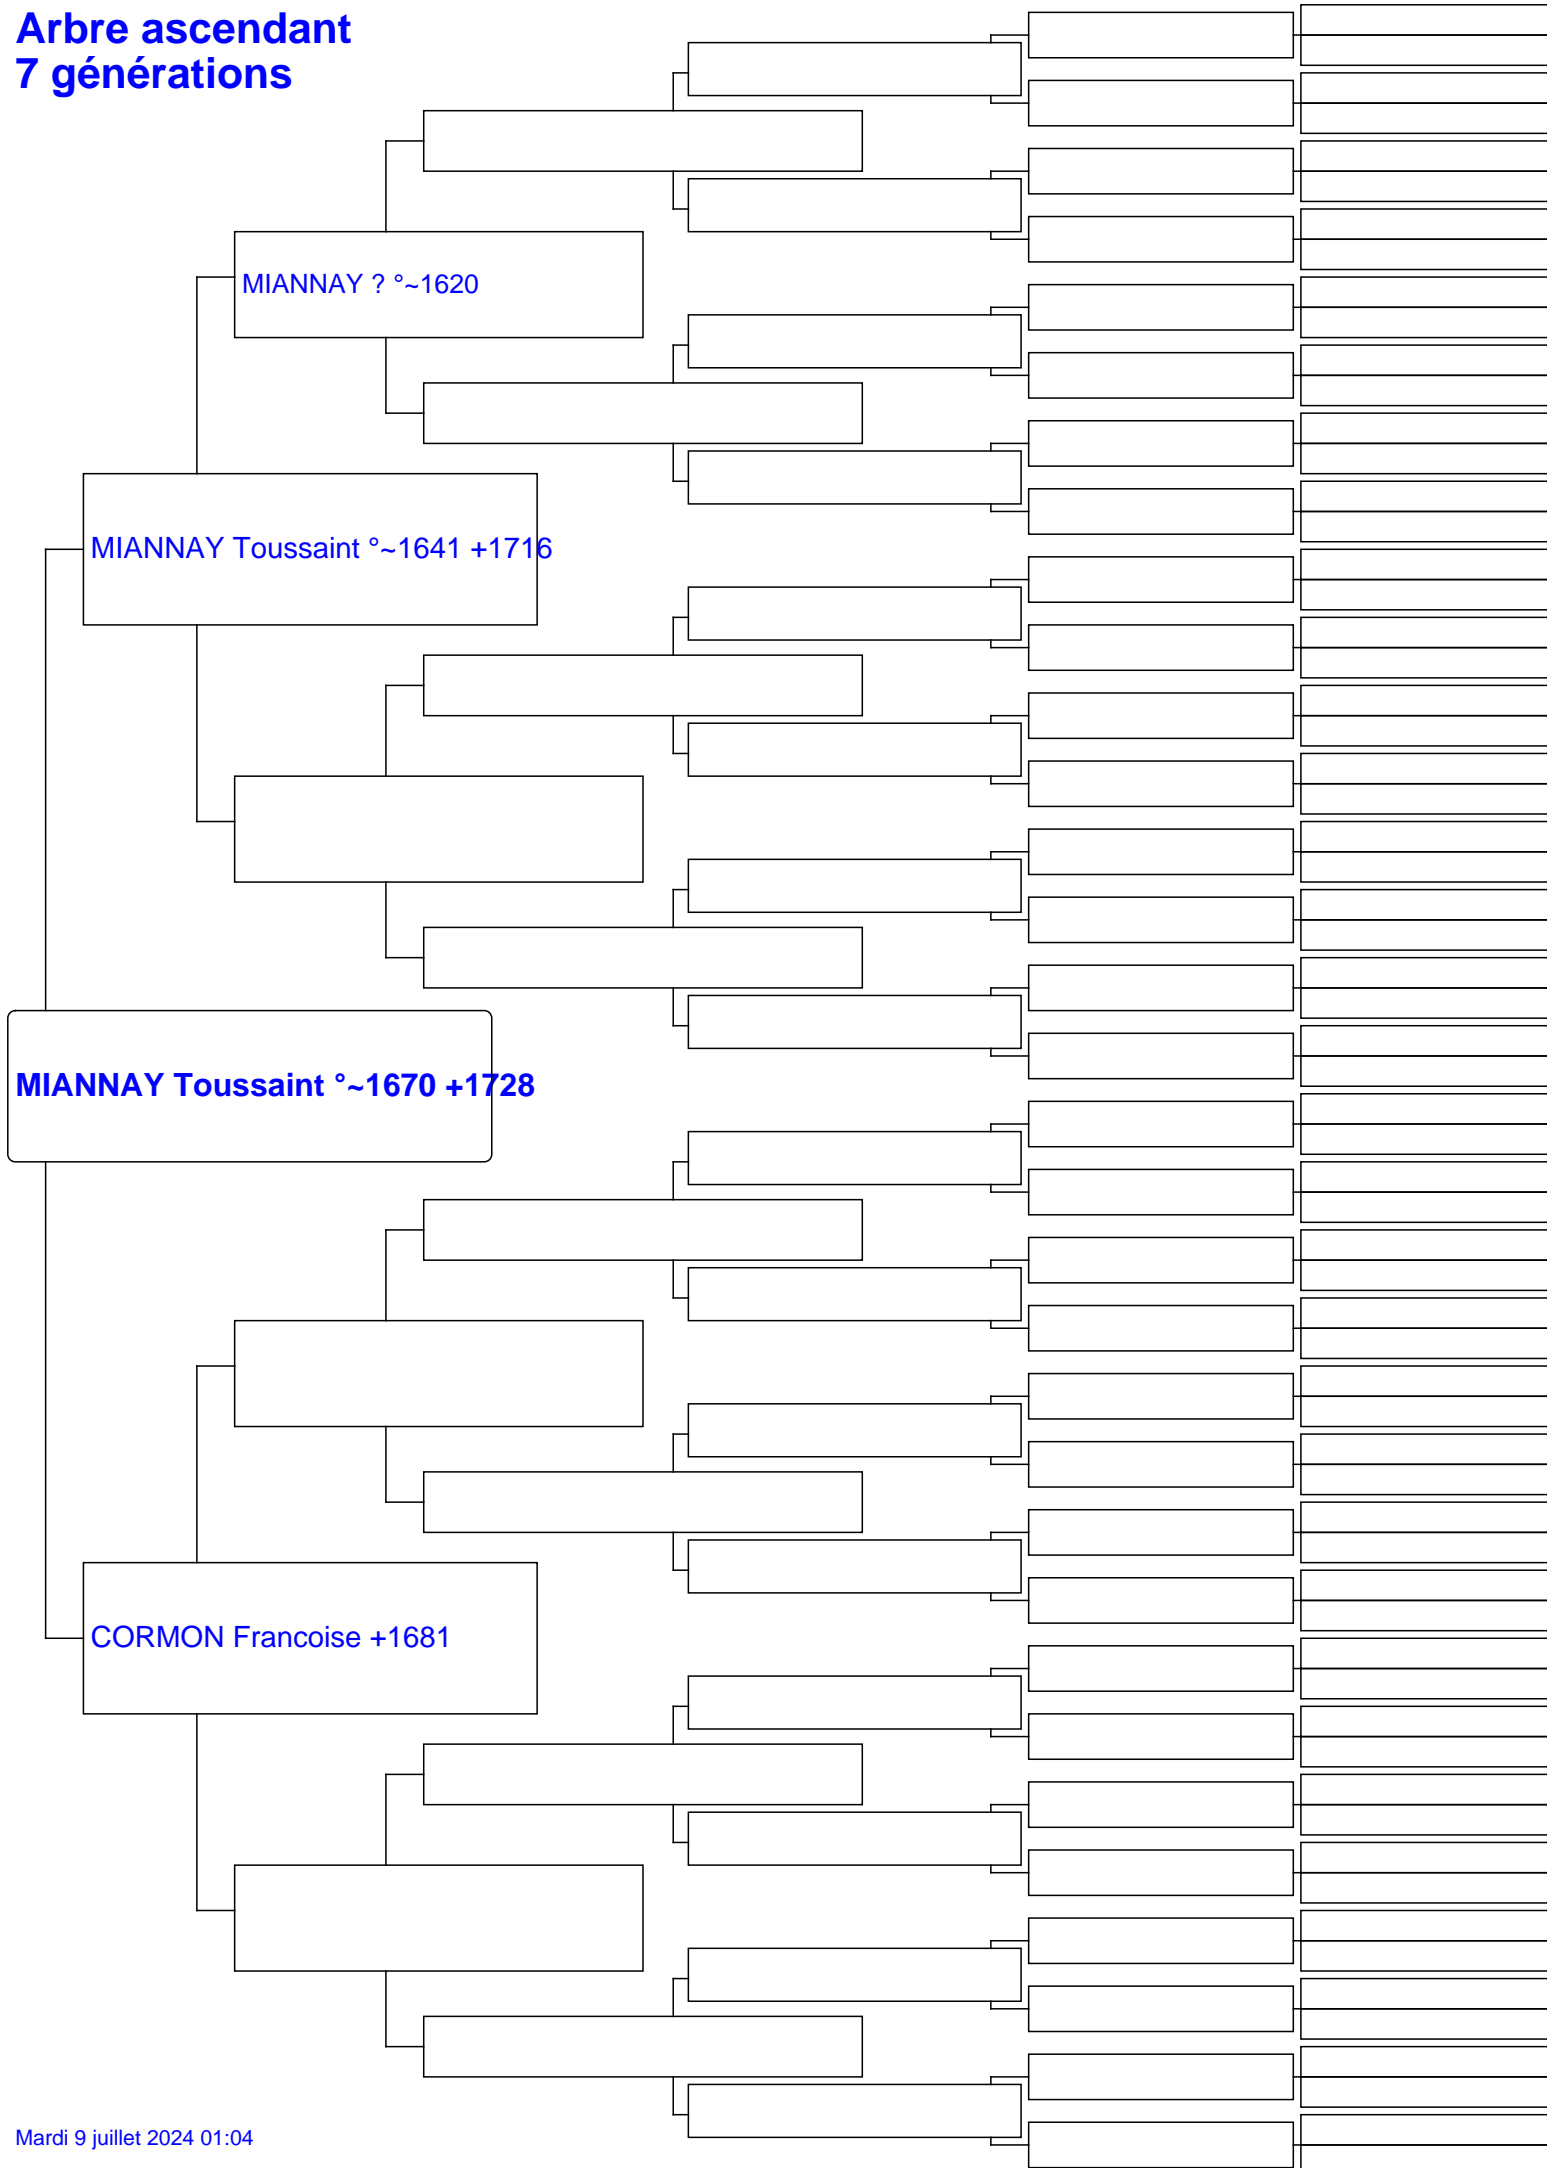 Arbre ascendant
7 générations
MIANNAY ? °~1620
MIANNAY Toussaint °~1641 +1716
MIANNAY Toussaint °~1670 +1728
CORMON Francoise +1681
Mardi 9 juillet 2024 01:04